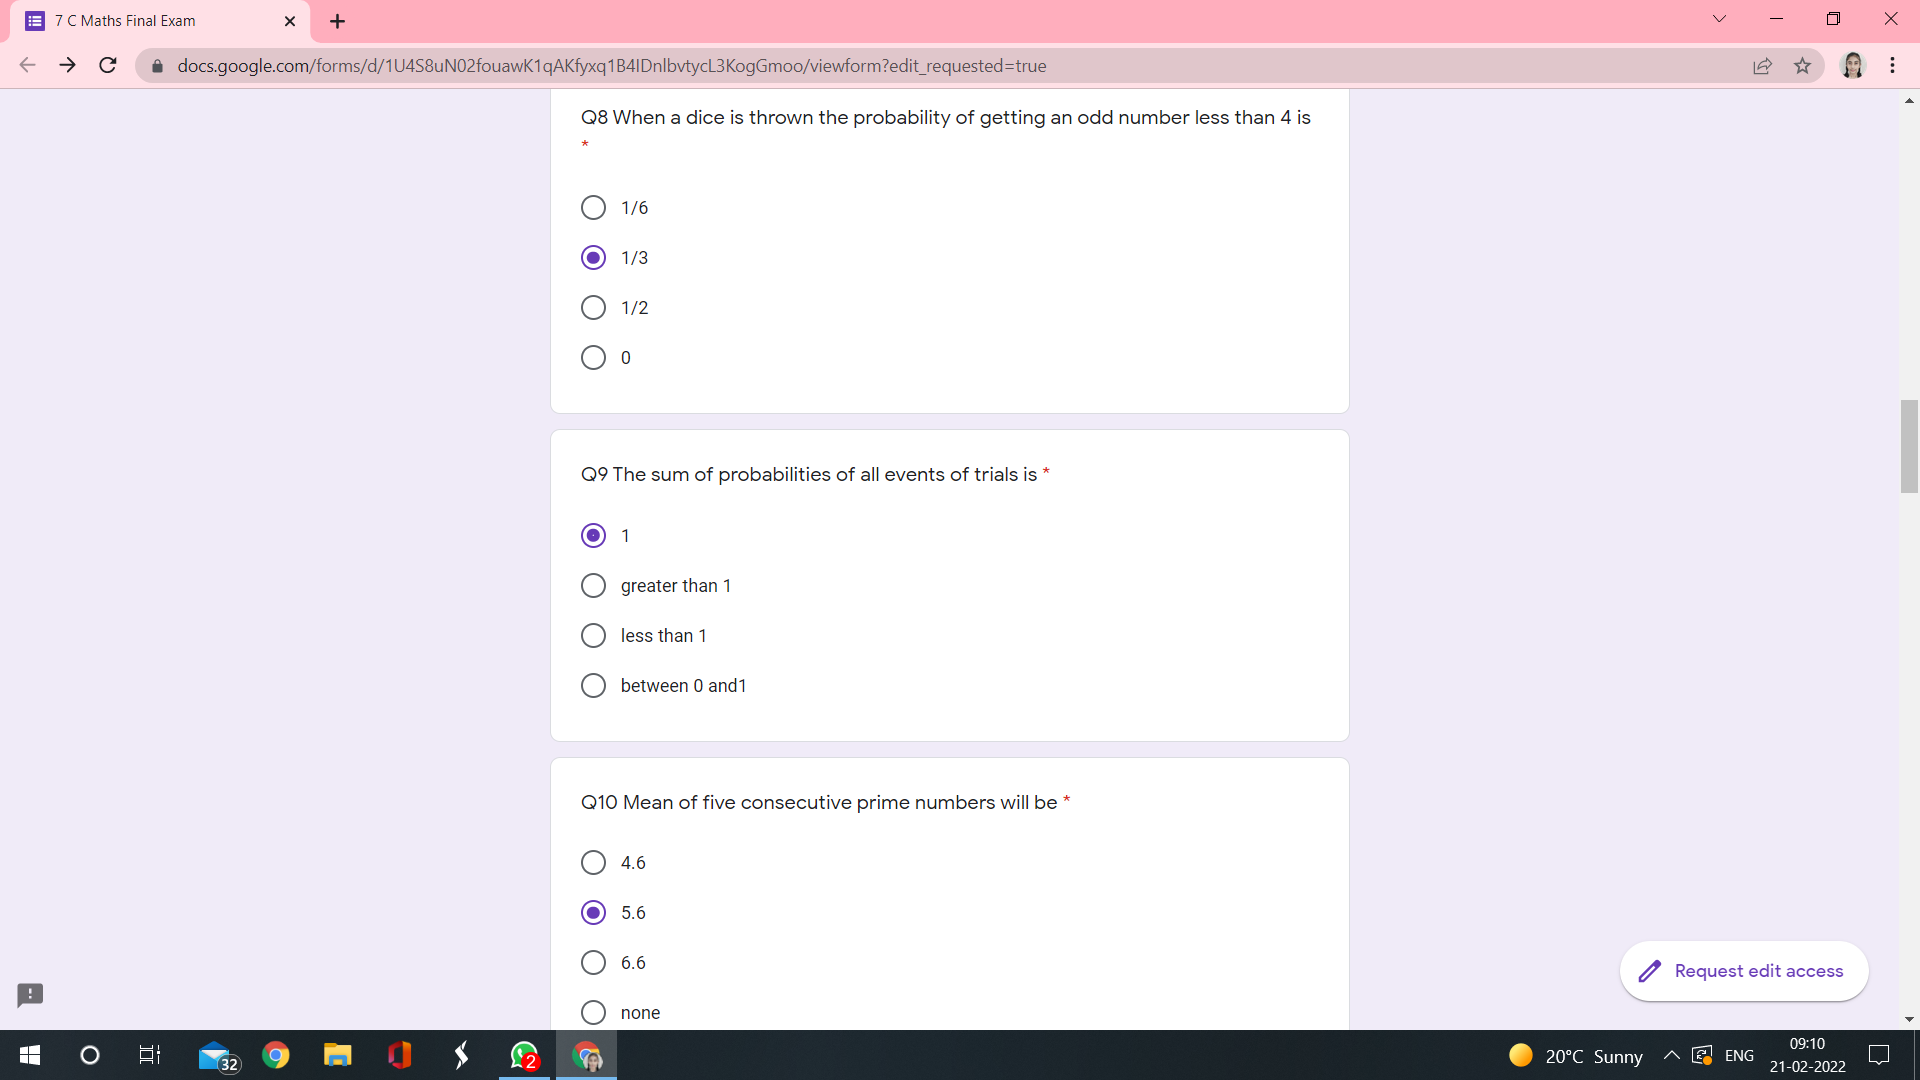 7 C Maths Final Exam
docs.google.com/forms/d/1U4S8uN02fouawK1qAKfyxq1B4IDnlbvtycL3KogGmoo/viewform?edit_requested=true
Q8 When a dice is thrown the probability of getting an odd number less than 4 is
*
1/6
1/3
1/2
0
Q9 The sum of probabilities of all events of trials is *
1
greater than 1
less than 1
between 0 and1
Q10 Mean of five consecutive prime numbers will be *
4.6
5.6
6.6
none
Request edit access
32
2
20°C Sunny
ENG
09:10
21-02-2022